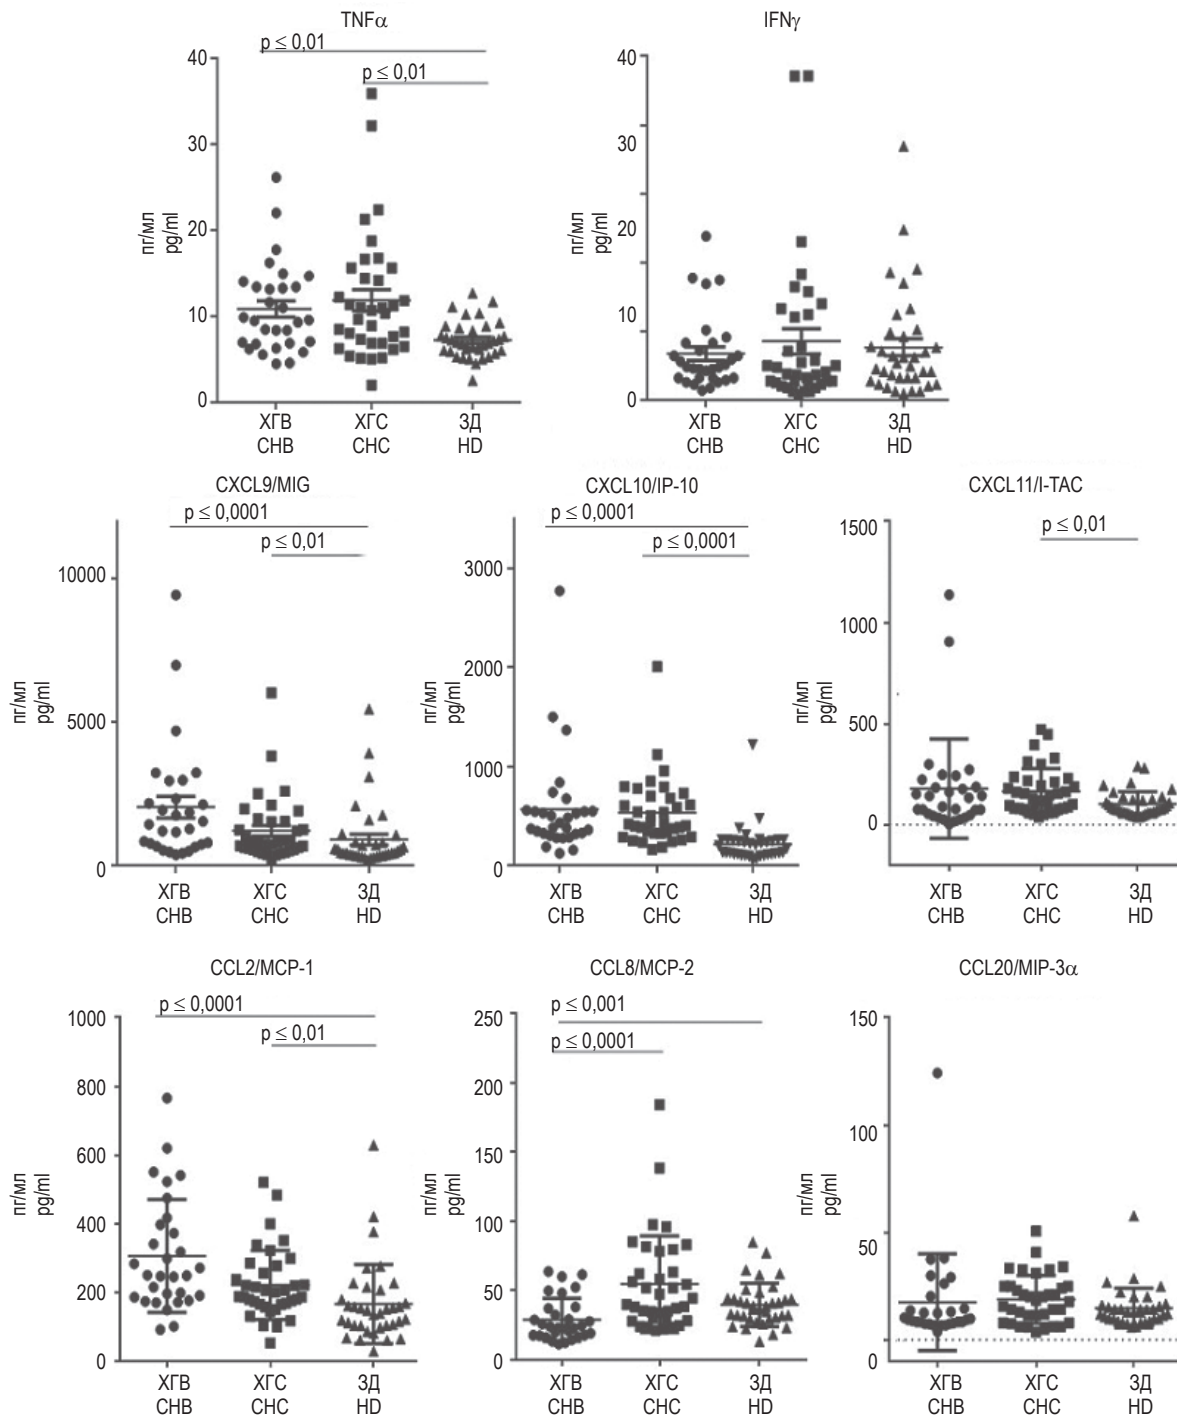 TNFα
p ≤ 0,01
p ≤ 0,01
40
30
20
10
0
пг/мл
pg/ml
ХГВ
CHB
ХГС
CHC
ЗД
HD
IFNγ
40
30
20
10
0
пг/мл
pg/ml
ХГВ
CHB
ХГС
CHC
ЗД
HD
CXCL9/MIG
p ≤ 0,0001
p ≤ 0,01
10000
5000
0
пг/мл
pg/ml
ХГВ
CHB
ХГС
CHC
ЗД
HD
CXCL10/IP-10
p ≤ 0,0001
p ≤ 0,0001
3000
2000
1000
0
пг/мл
pg/ml
ХГВ
CHB
ХГС
CHC
ЗД
HD
CXCL11/I-TAC
p ≤ 0,01
1500
1000
500
0
пг/мл
pg/ml
ХГВ
CHB
ХГС
CHC
ЗД
HD
CCL2/MCP-1
p ≤ 0,0001
p ≤ 0,01
1000
800
600
400
200
0
пг/мл
pg/ml
ХГВ
CHB
ХГС
CHC
ЗД
HD
CCL8/MCP-2
p ≤ 0,001
p ≤ 0,0001
250
200
150
100
50
0
пг/мл
pg/ml
ХГВ
CHB
ХГС
CHC
ЗД
HD
CCL20/MIP-3α
150
100
50
0
пг/мл
pg/ml
ХГВ
CHB
ХГС
CHC
ЗД
HD